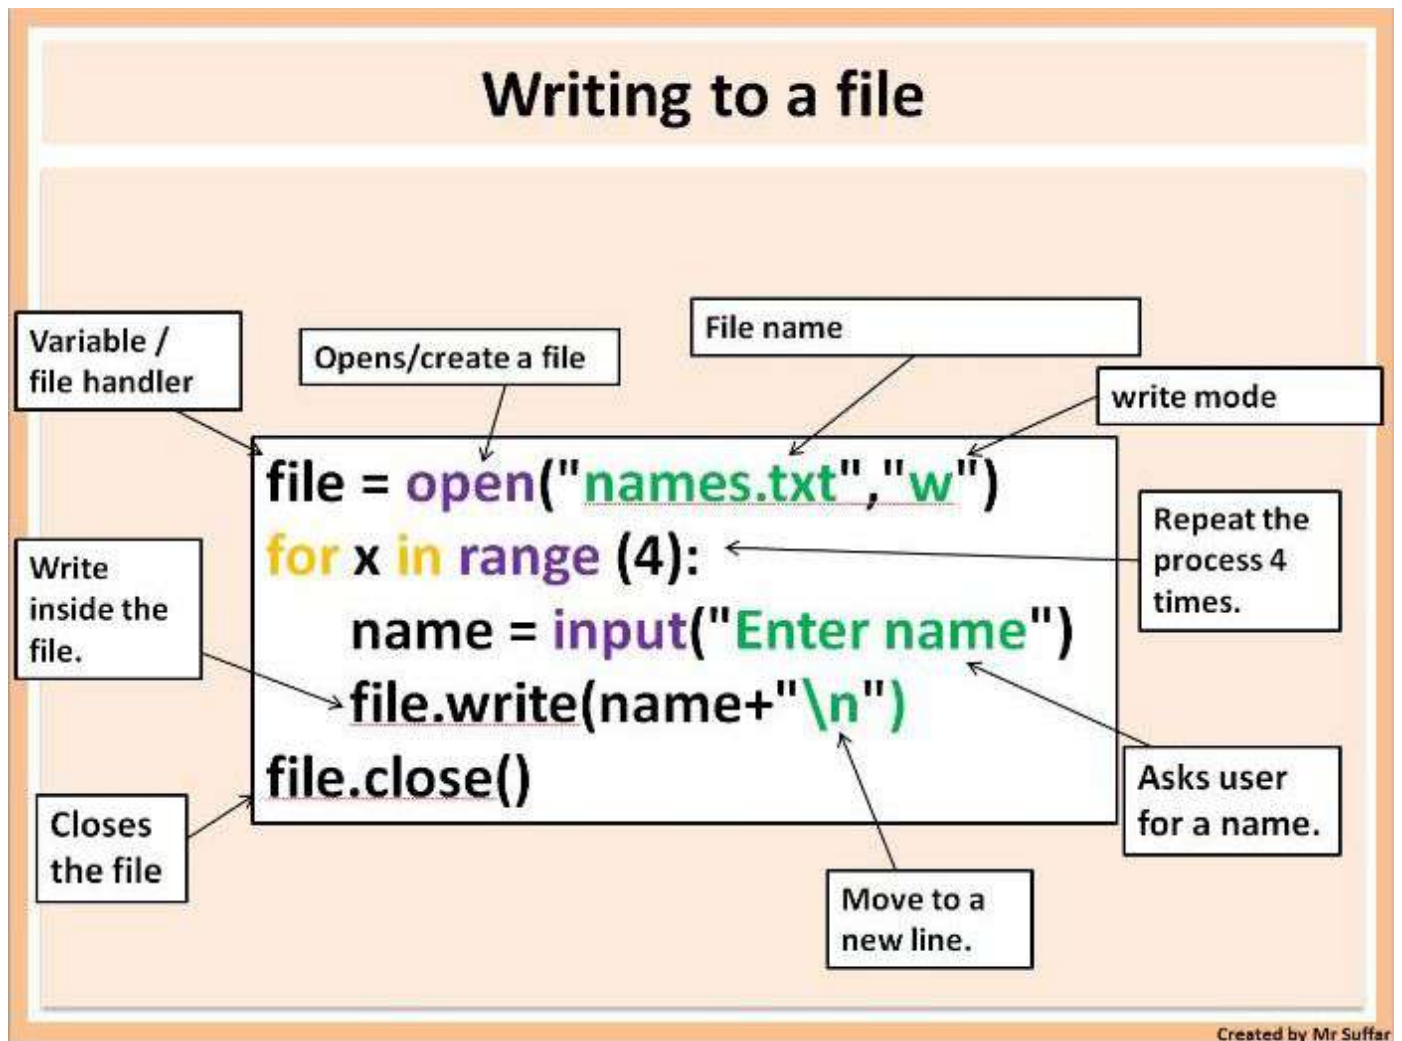 Writing to a file
Variable /
file handler
Opens/create a file
File name
write mode
file = open("names.txt","w")
for x in range (4):
name = input("Enter name")
file.write(name+"\n")
file.close()
Repeat the
process 4
times.
Write
inside the
file.
Asks user
for a name.
Closes
the file
Move to a
new line.
Created by Mr Suffar